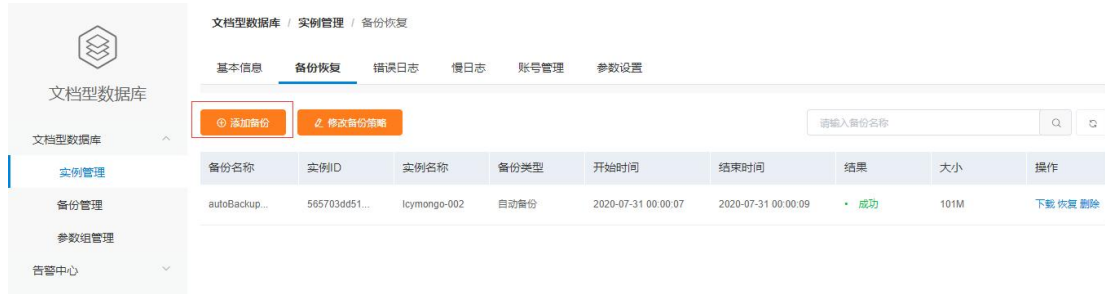 文档型数据库 / 实例管理 / 备份恢复
文档型数据库
基本信息 备份恢复 错误日志 慢日志 账号管理 参数设置
添加备份 修改备份策略 请输入备份名称
文档型数据库
实例管理
备份管理
参数组管理
告警中心
备份名称 实例ID 实例名称 备份类型 开始时间 结束时间 结果 大小 操作
autoBackup... 565703dd51... lcymongo-002 自动备份 2020-07-31 00:00:07 2020-07-31 00:00:09 成功 101M 下载 恢复 删除